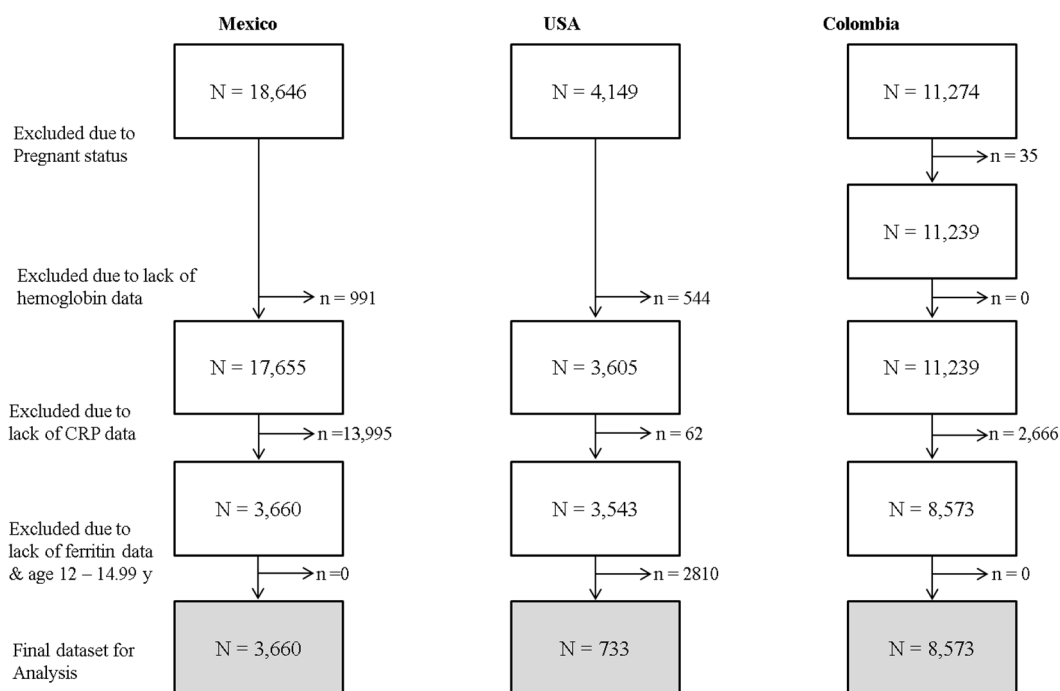 Mexico
USA
Colombia
N = 18,646
N = 4,149
N = 11,274
Excluded due to
Pregnant status
n = 35
N = 11,239
Excluded due to lack of
hemoglobin data
n = 991
n = 544
n = 0
N = 17,655
N = 3,605
N = 11,239
Excluded due to
lack of CRP data
n =13,995
n = 62
n = 2,666
N = 3,660
N = 3,543
N = 8,573
Excluded due to
lack of ferritin data
& age 12 – 14.99 y
n =0
n = 2810
n = 0
Final dataset for
Analysis
N = 3,660
N = 733
N = 8,573